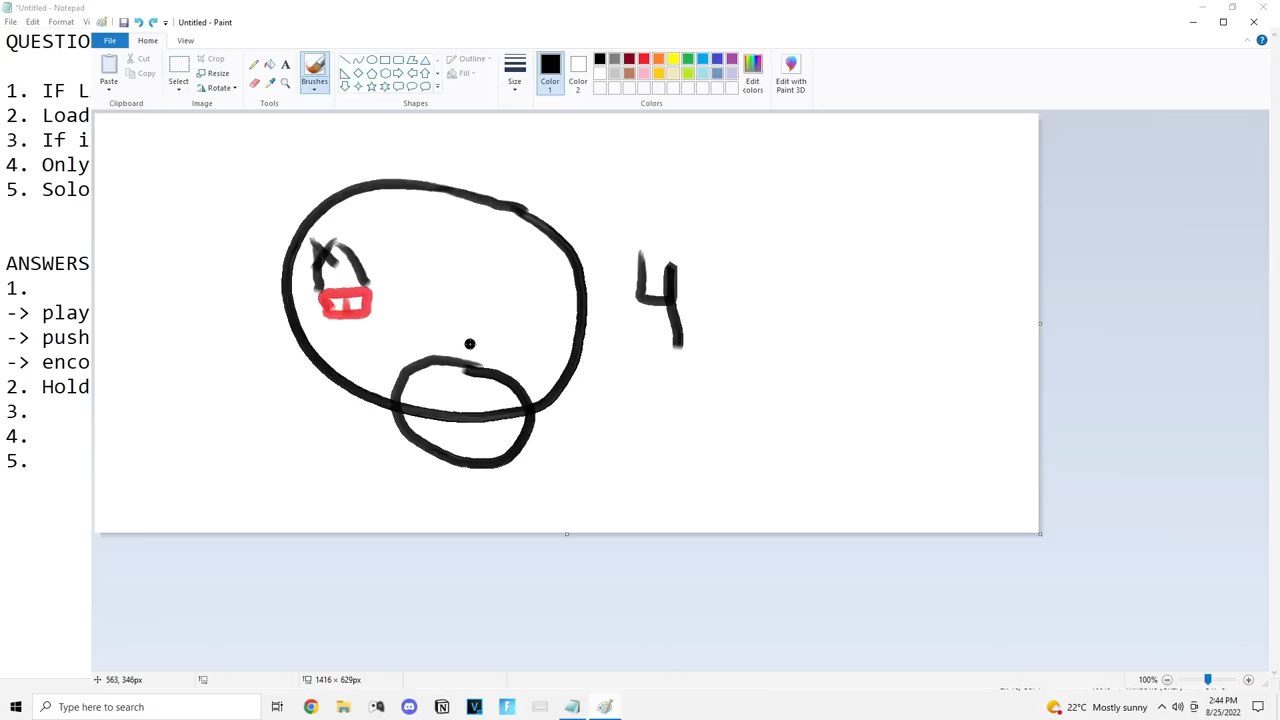 *Untitled - Notepad
File Edit Format Vi
Untitled - Paint
File Home View
QUESTIO
1. IF L
2. Load
3. If i
4. Only
5. Solo
ANSWERS
1.
-> play
-> push
-> enco
2. Hold
3.
4.
5.
Paste
Cut
Copy
Clipboard
Select
Crop
Resize
Rotate
Image
Tools
Brushes
Outline
Fill
Shapes
Size
Color 1
Color 2
Edit colors
Edit with Paint 3D
Colors
4
563, 346px
1416 × 629px
100%
Type here to search
22°C Mostly sunny
2:44 PM
8/25/2022